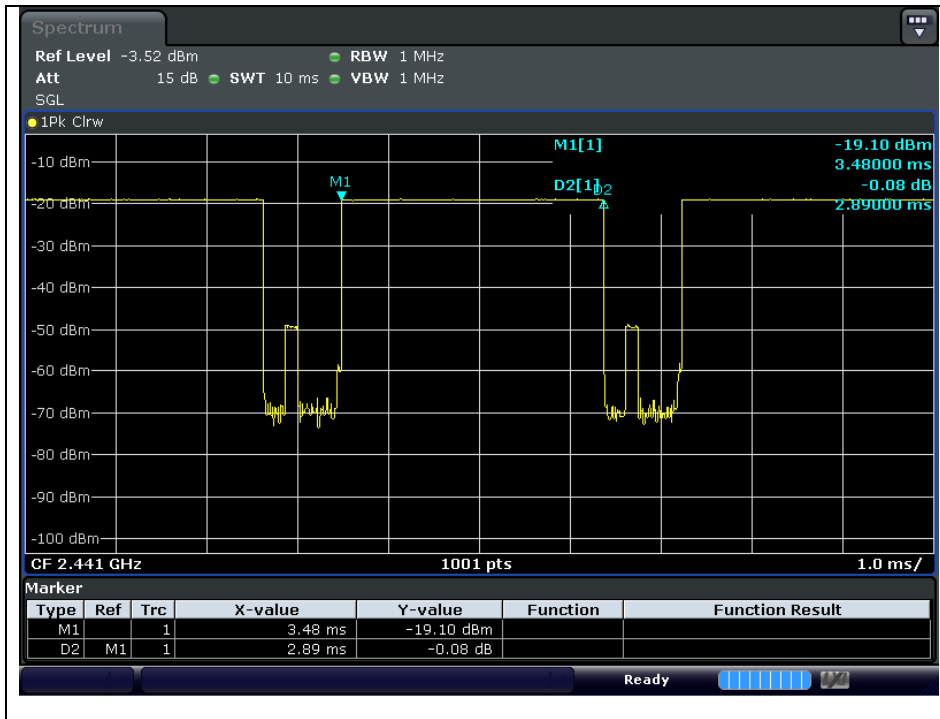 Spectrum
Ref Level -3.52 dBm RBW 1 MHz
Att 15 dB SWT 10 ms VBW 1 MHz
SGL
1Pk Clrw
M1[1] -19.10 dBm
3.48000 ms
D2[1] -0.08 dB
2.89000 ms
M1
D2
-10 dBm
-20 dBm
-30 dBm
-40 dBm
-50 dBm
-60 dBm
-70 dBm
-80 dBm
-90 dBm
-100 dBm
CF 2.441 GHz 1001 pts 1.0 ms/
Marker
Type Ref Trc X-value Y-value Function Function Result
M1 1 3.48 ms -19.10 dBm
D2 M1 1 2.89 ms -0.08 dB
Ready